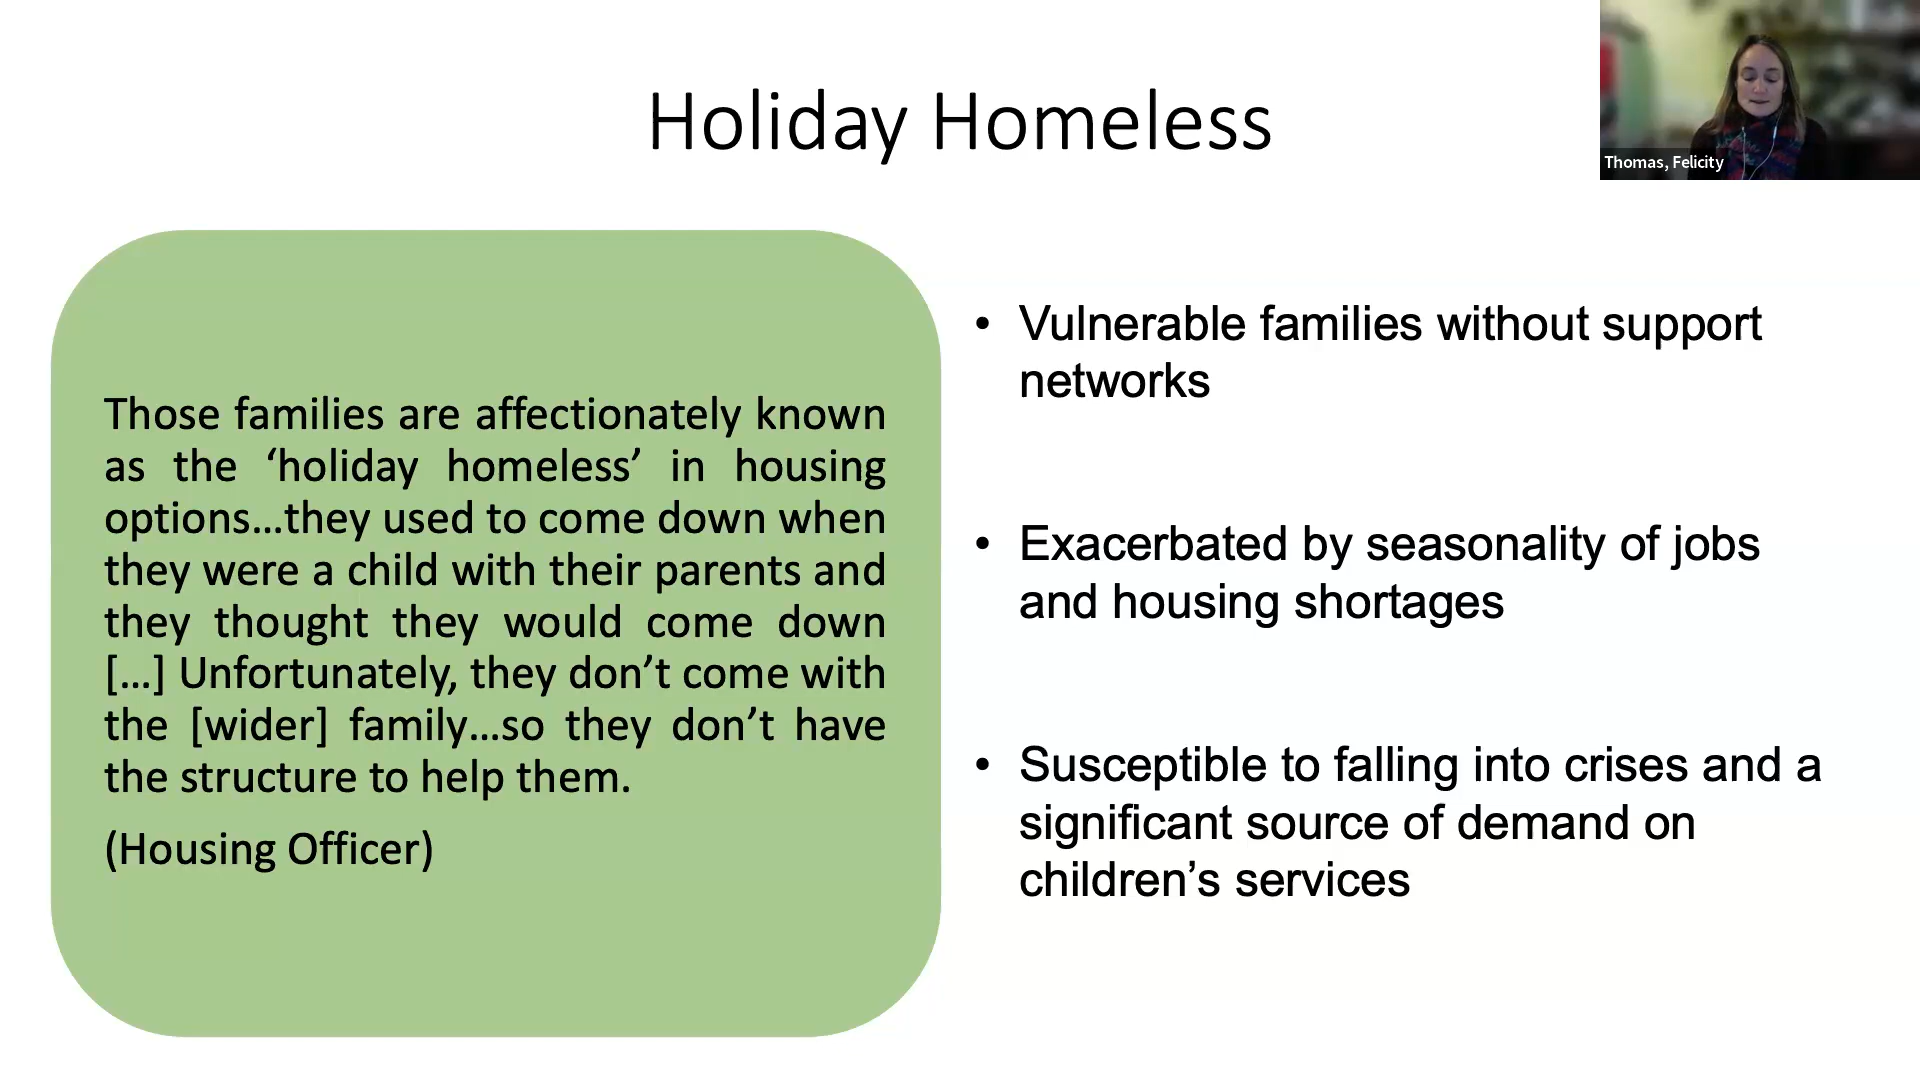 Holiday Homeless
Thomas, Felicity
Those families are affectionately known
as the ‘holiday homeless’ in housing
options…they used to come down when
they were a child with their parents and
they thought they would come down
[…] Unfortunately, they don’t come with
the [wider] family…so they don’t have
the structure to help them.
(Housing Officer)
• Vulnerable families without support
networks
• Exacerbated by seasonality of jobs
and housing shortages
• Susceptible to falling into crises and a
significant source of demand on
children’s services